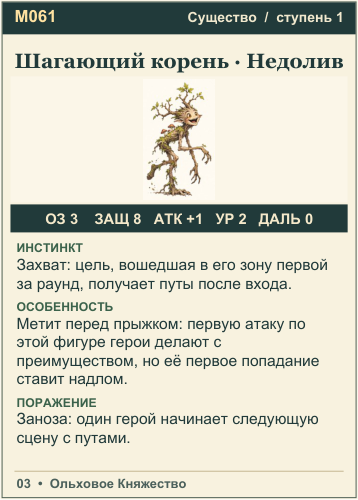 M061
Существо / ступень 1
Шагающий корень · Недолив
ОЗ 3 ЗАЩ 8 АТК +1 УР 2 ДАЛЬ 0
ИНСТИНКТ
Захват: цель, вошедшая в его зону первой
за раунд, получает путы после входа.
ОСОБЕННОСТЬ
Метит перед прыжком: первую атаку по
этой фигуре герои делают с
преимуществом, но её первое попадание
ставит надлом.
ПОРАЖЕНИЕ
Заноза: один герой начинает следующую
сцену с путами.
03 • Ольховое Княжество